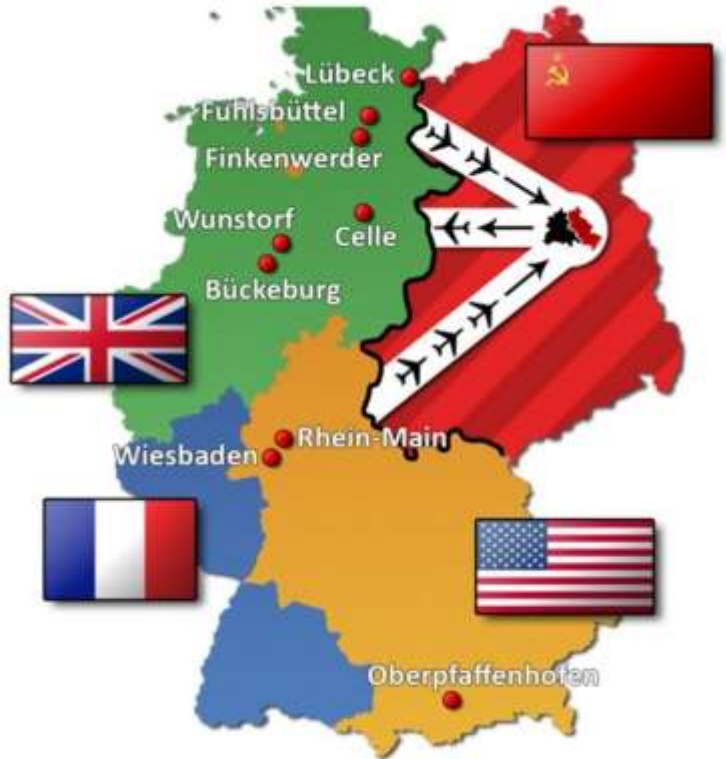 Lübeck
Fuhlsbüttel
Finkenwerder
Wunstorf
Celle
Bückeburg
Rhein-Main
Wiesbaden
Oberpfaffenhofen